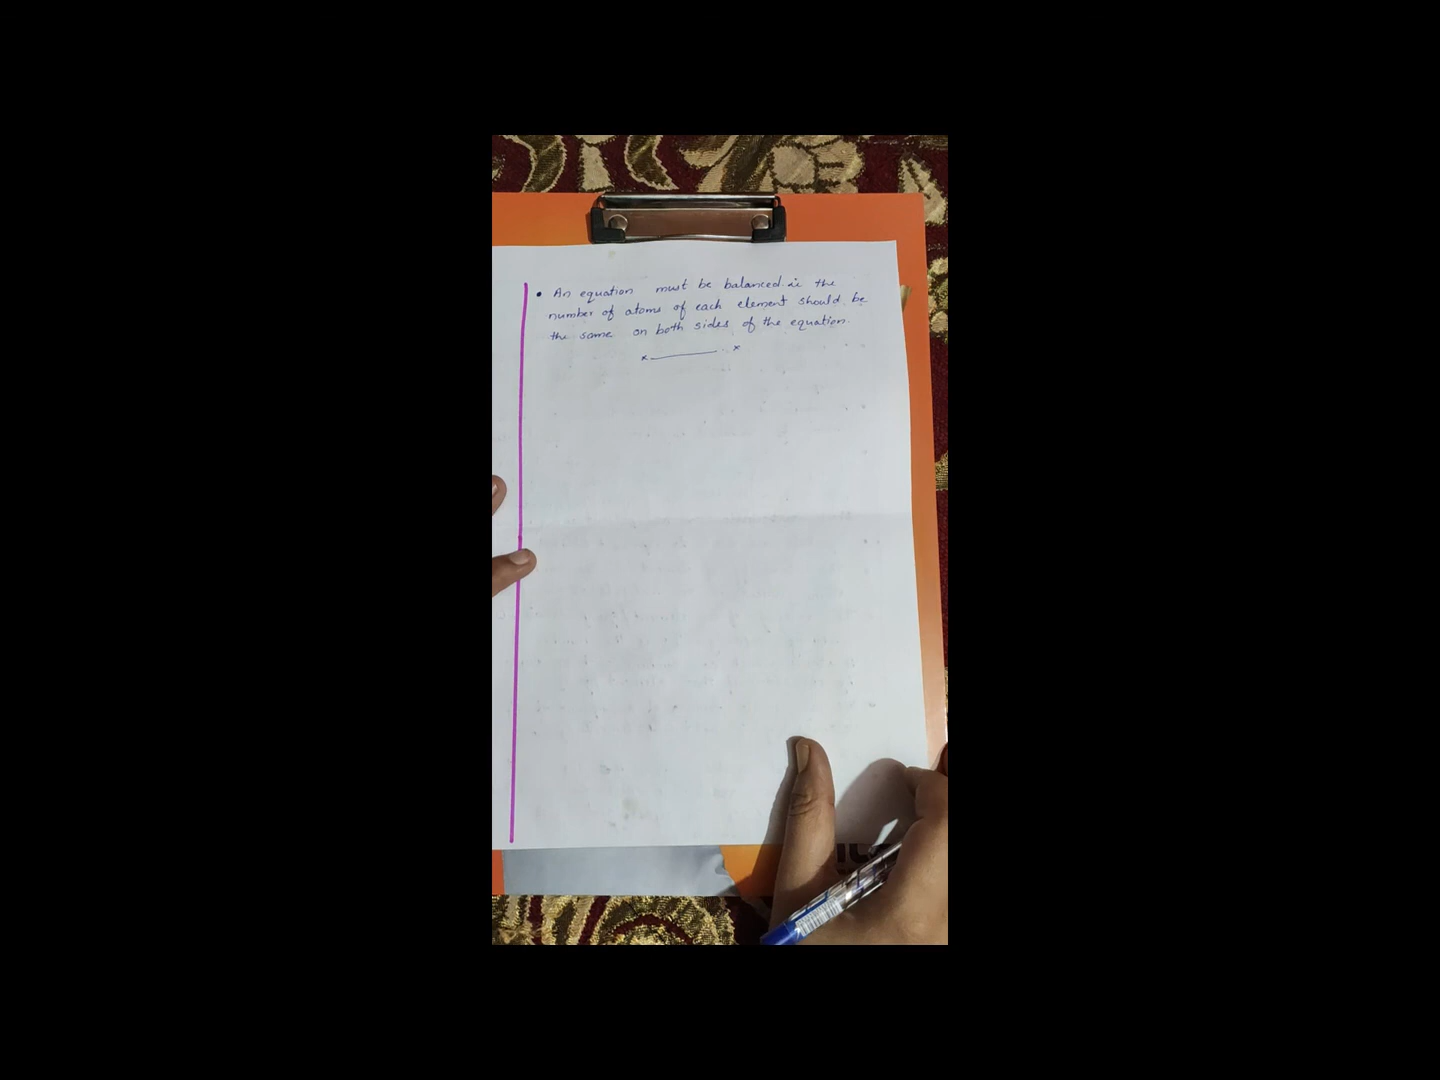 • An equation must be balanced ie the
number of atoms of each element should be
the same on both sides of the equation.
x———x